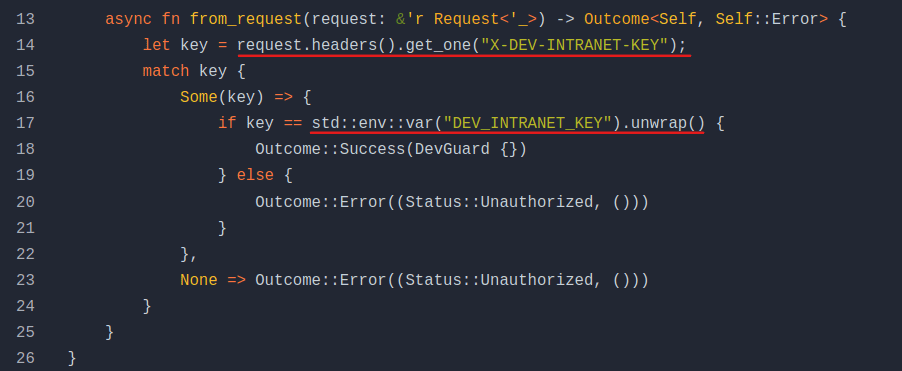 13 async fn from_request(request: &'r Request<'_>) -> Outcome<Self, Self::Error> {
14 let key = request.headers().get_one("X-DEV-INTRANET-KEY");
15 match key {
16 Some(key) => {
17 if key == std::env::var("DEV_INTRANET_KEY").unwrap() {
18 Outcome::Success(DevGuard {})
19 } else {
20 Outcome::Error((Status::Unauthorized, ()))
21 }
22 },
23 None => Outcome::Error((Status::Unauthorized, ()))
24 }
25 }
26 }